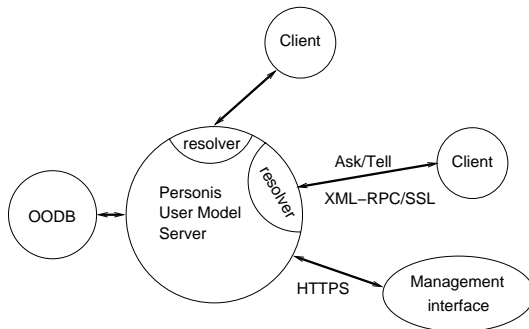 Client
resolver
resolver
Ask/Tell
Client
XML−RPC/SSL
Personis
User Model
Server
OODB
HTTPS
Management
interface